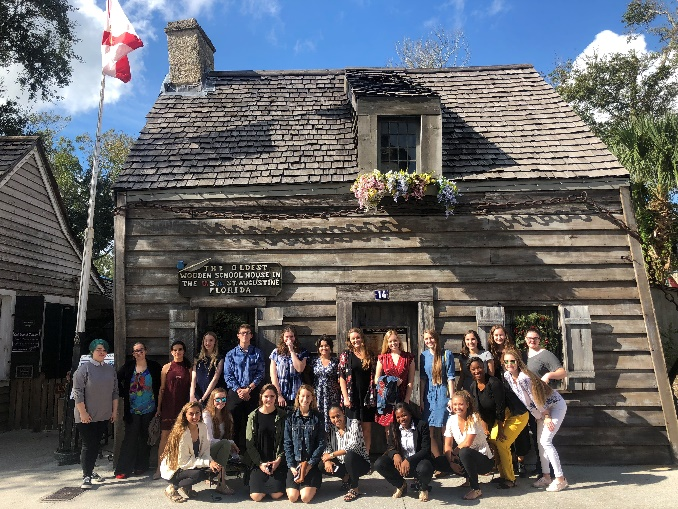 THE OLDEST
WOODEN SCHOOL HOUSE IN
THE U.S. ST. AUGUSTINE
FLORIDA
14